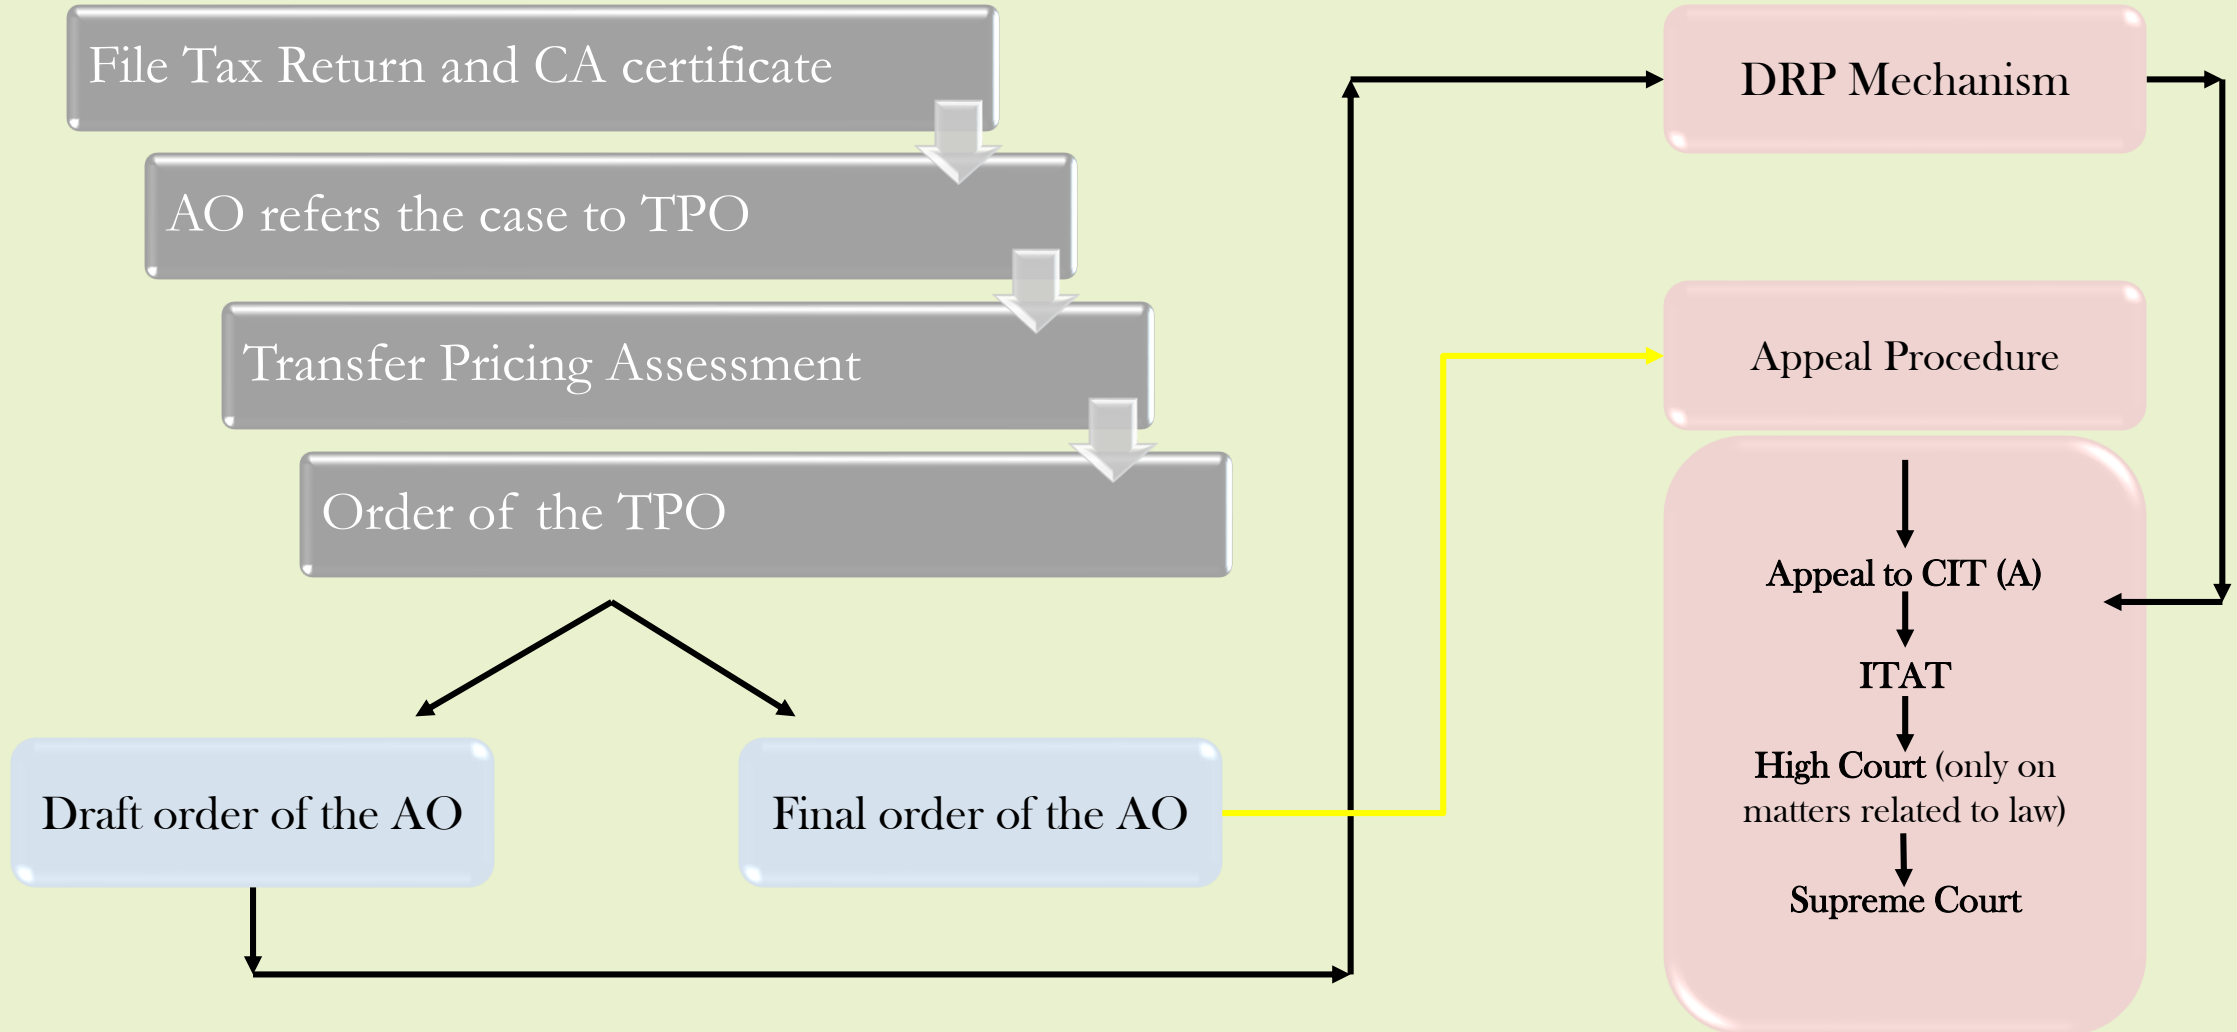 File Tax Return and CA certificate
AO refers the case to TPO
Transfer Pricing Assessment
Order of the TPO
Draft order of the AO
Final order of the AO
DRP Mechanism
Appeal Procedure
Appeal to CIT (A)
ITAT
High Court (only on
matters related to law)
Supreme Court